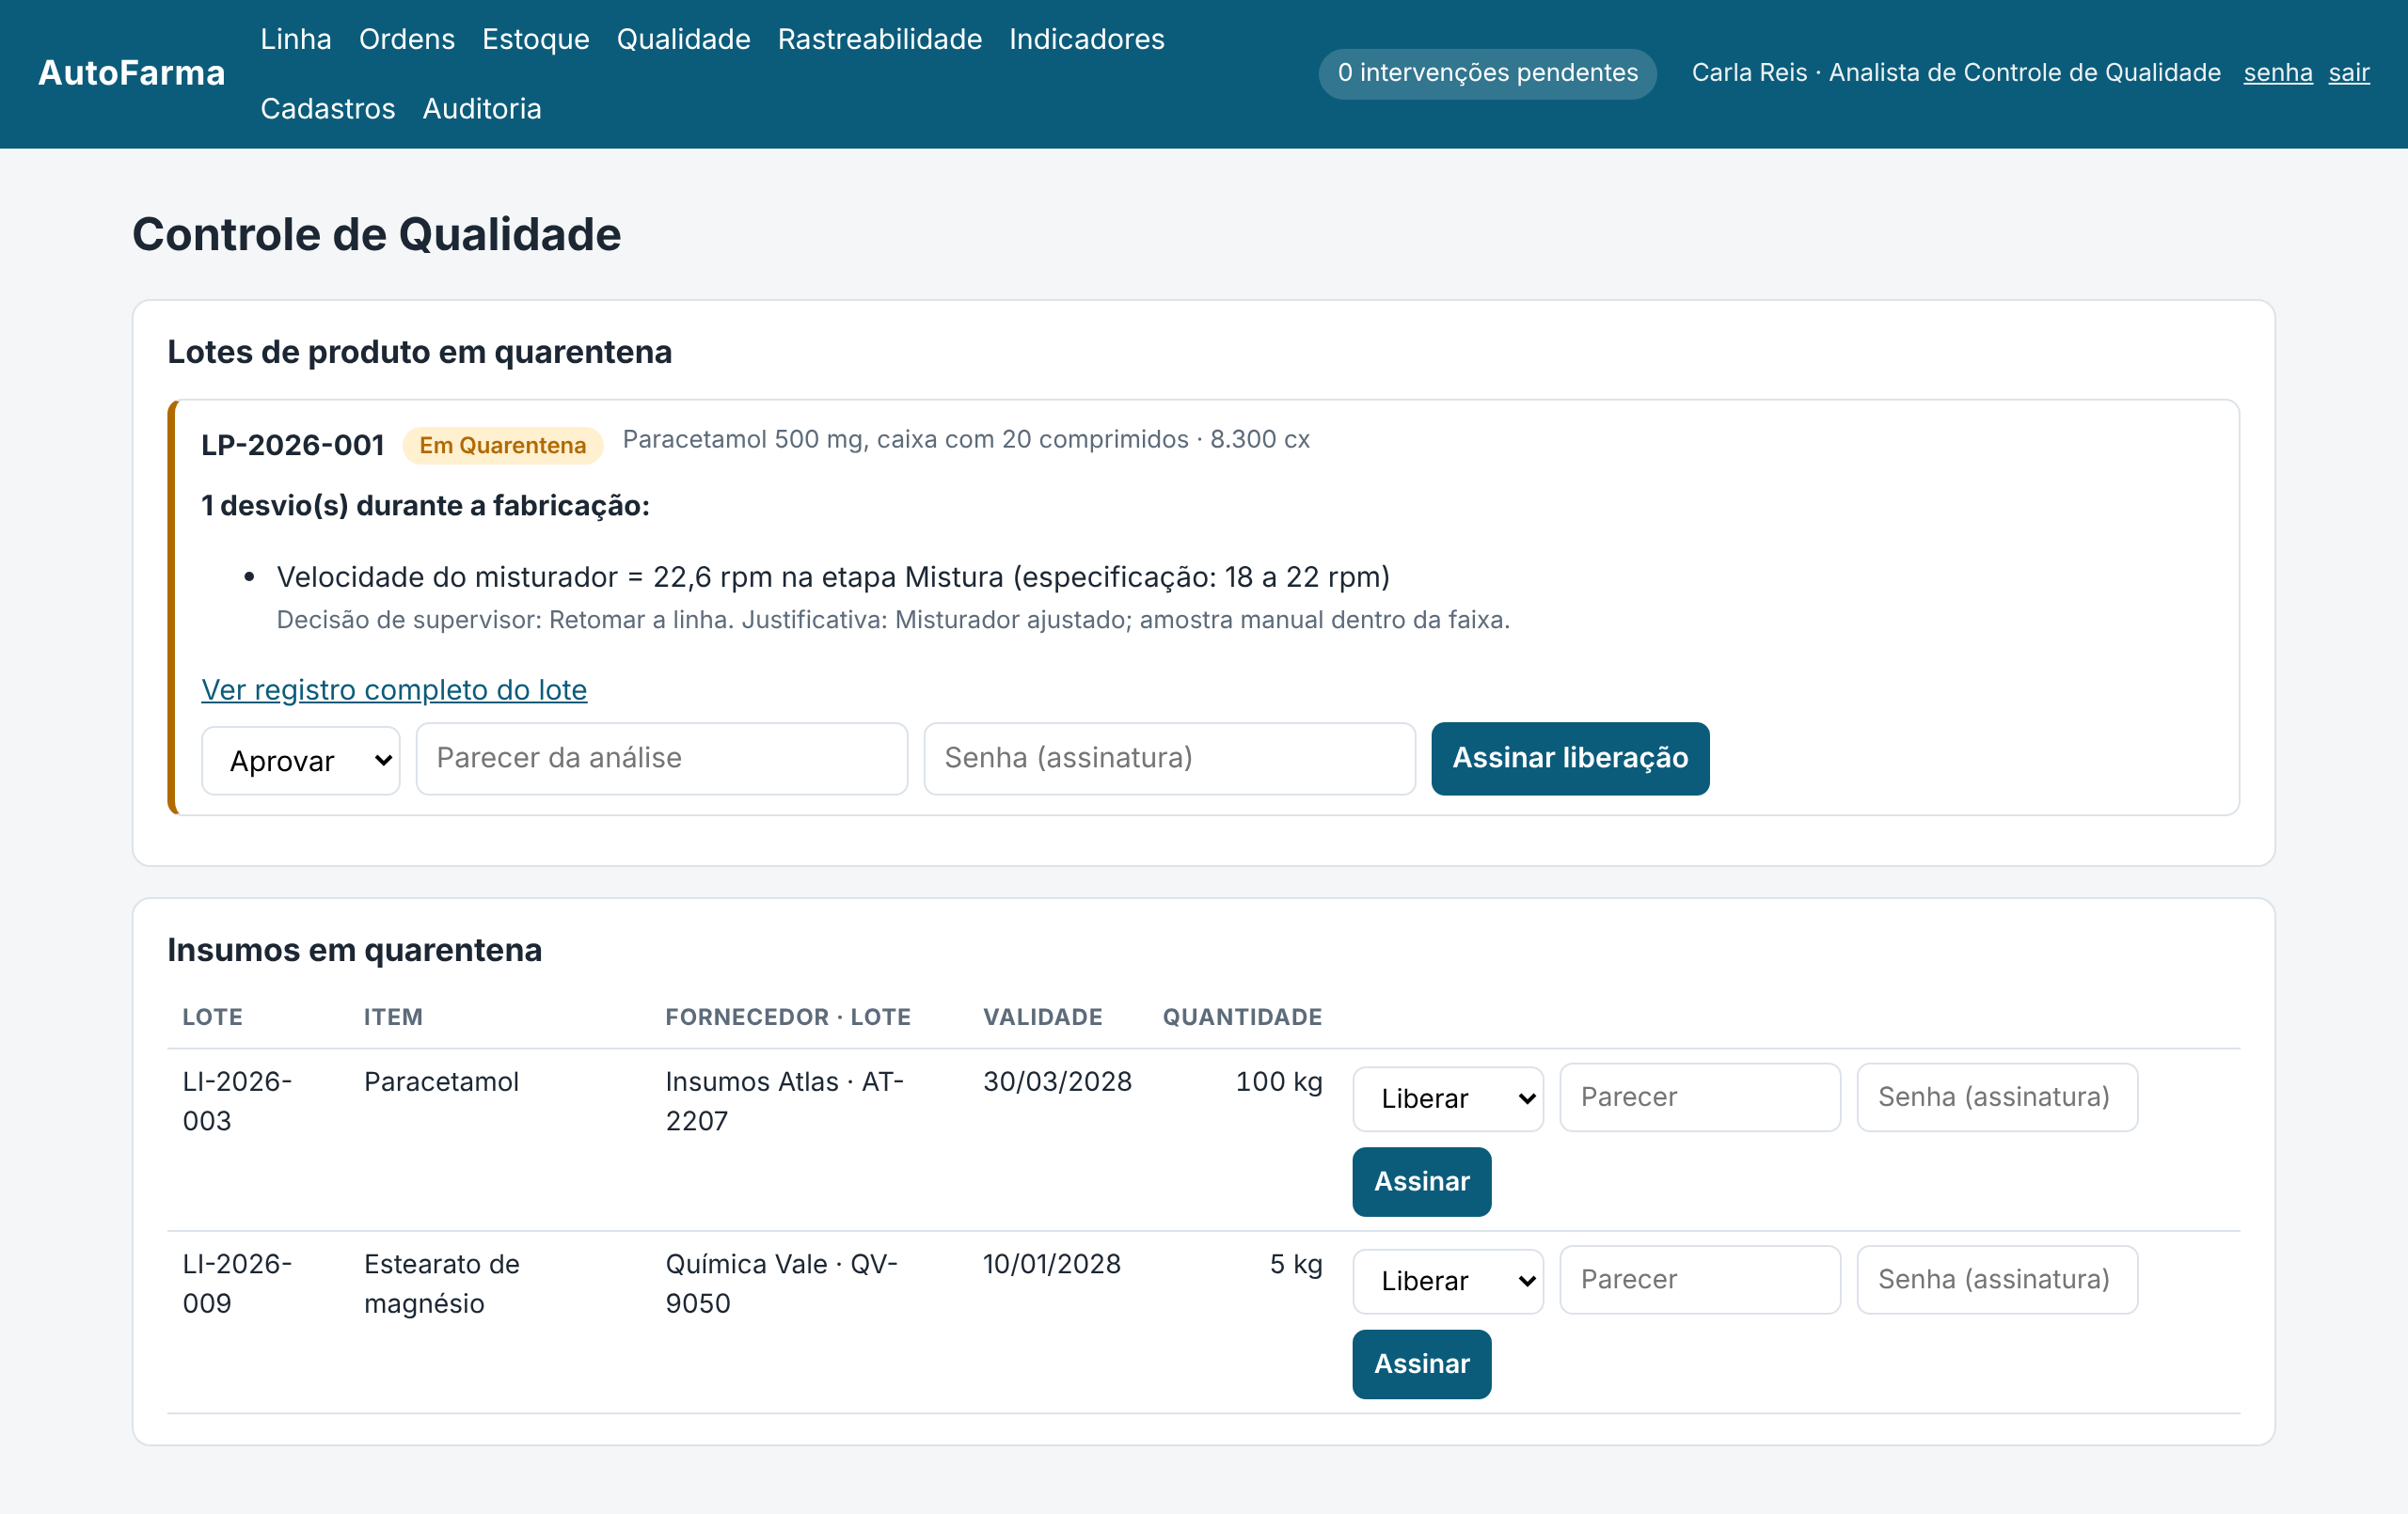 AutoFarma
Linha Ordens Estoque Qualidade Rastreabilidade Indicadores
Cadastros Auditoria
0 intervenções pendentes
Carla Reis · Analista de Controle de Qualidade senha sair
Controle de Qualidade
Lotes de produto em quarentena
LP-2026-001 Em Quarentena Paracetamol 500 mg, caixa com 20 comprimidos · 8.300 cx
1 desvio(s) durante a fabricação:
• Velocidade do misturador = 22,6 rpm na etapa Mistura (especificação: 18 a 22 rpm)
Decisão de supervisor: Retomar a linha. Justificativa: Misturador ajustado; amostra manual dentro da faixa.
Ver registro completo do lote
Aprovar Parecer da análise Senha (assinatura) Assinar liberação
Insumos em quarentena
LOTE ITEM FORNECEDOR · LOTE VALIDADE QUANTIDADE
LI-2026-
003
Paracetamol
Insumos Atlas · AT-
2207
30/03/2028
100 kg
Liberar Parecer Senha (assinatura)
Assinar
LI-2026-
009
Estearato de
magnésio
Química Vale · QV-
9050
10/01/2028
5 kg
Liberar Parecer Senha (assinatura)
Assinar